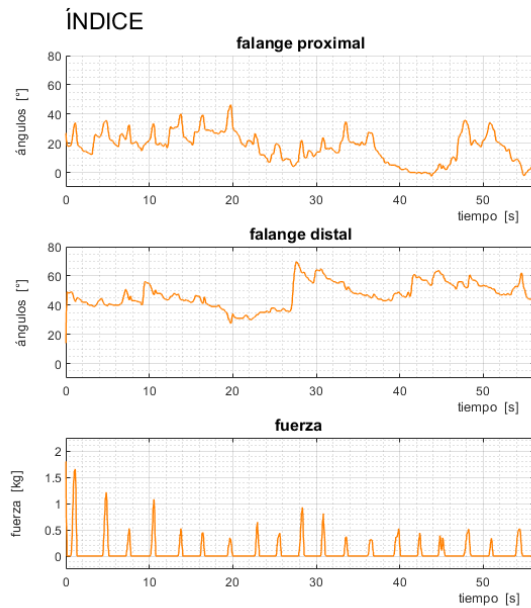 ÍNDICE
falange proximal
ángulos [°]
80
60
40
20
0
0 10 20 30 40 50
tiempo [s]
falange distal
ángulos [°]
80
60
40
20
0
0 10 20 30 40 50
tiempo [s]
fuerza
fuerza [kg]
2
1.5
1
0.5
0
0 10 20 30 40 50
tiempo [s]